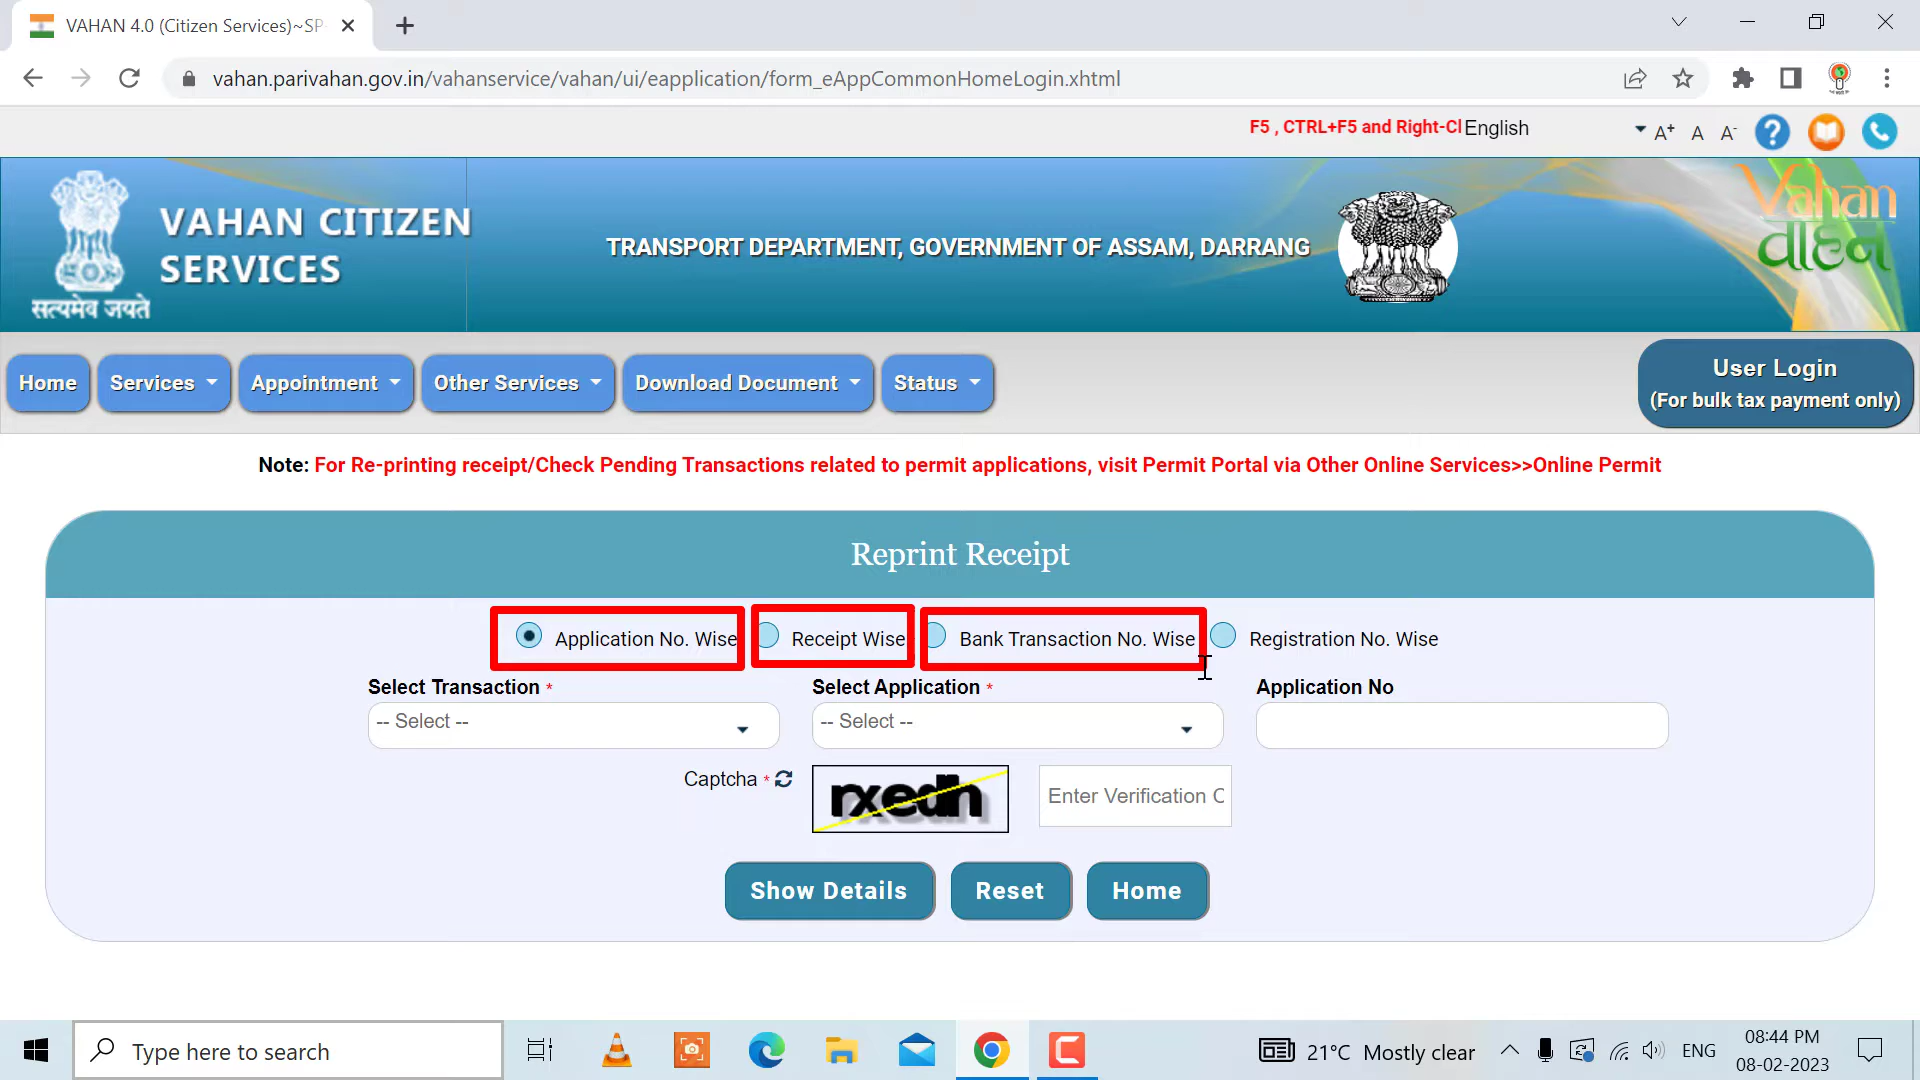 VAHAN 4.0 (Citizen Services)~SP
vahan.parivahan.gov.in/vahanservice/vahan/ui/eapplication/form_eAppCommonHomeLogin.xhtml
F5 , CTRL+F5 and Right-Cl English A+ A A-
VAHAN CITIZEN
SERVICES
सत्यमेव जयते
TRANSPORT DEPARTMENT, GOVERNMENT OF ASSAM, DARRANG
Vahan
वाहन
Home Services Appointment Other Services Download Document Status
User Login
(For bulk tax payment only)
Note: For Re-printing receipt/Check Pending Transactions related to permit applications, visit Permit Portal via Other Online Services>>Online Permit
Reprint Receipt
Application No. Wise Receipt Wise Bank Transaction No. Wise Registration No. Wise
Select Transaction * Select Application * Application No
-- Select -- -- Select --
Captcha * rxedn Enter Verification C
Show Details Reset Home
Type here to search 21°C Mostly clear ENG 08:44 PM
08-02-2023